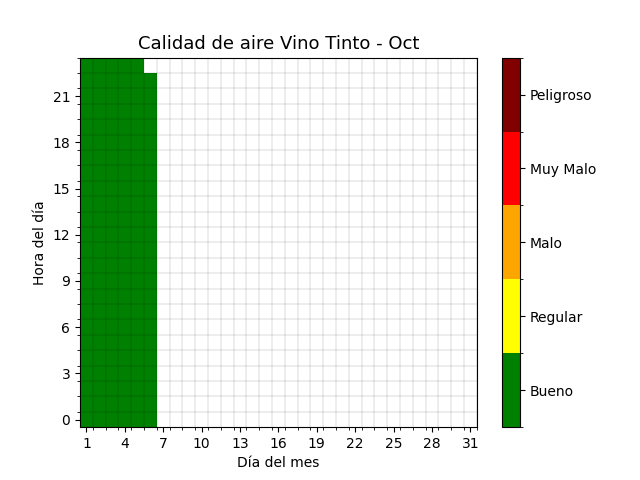 Calidad de aire Vino Tinto - Oct
Hora del día
21
18
15
12
9
6
3
0
1 4 7 10 13 16 19 22 25 28 31
Día del mes
Peligroso
Muy Malo
Malo
Regular
Bueno